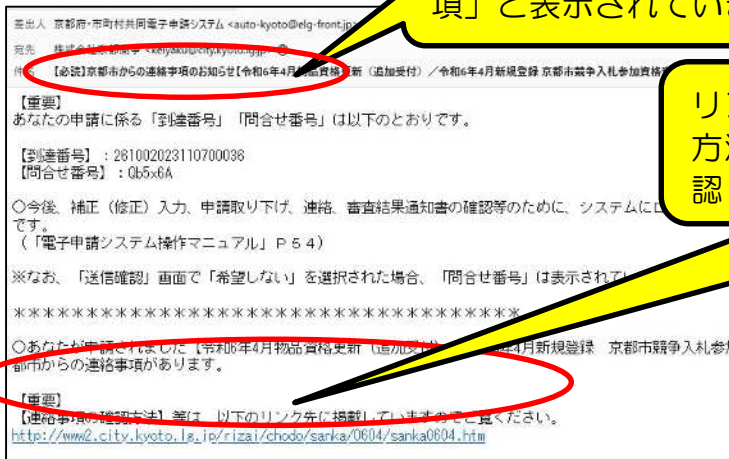 項」と表示されてい
差出人 京都府・市町村共同電子申請システム <auto-kyoto@elg-front.jp>
宛先 株式会社
件名 【必読】京都市からの連絡事項のお知らせ【令和6年4月物品資格更新（追加受付）／令和6年4月新規登録 京都市競争入札参加資格
リン
方法
認
【重要】
あなたの申請に係る「到達番号」「問合せ番号」は以下のとおりです。
【到達番号】：261002023110700036
【問合せ番号】：Qb5x6A
○今後、補正（修正）入力、申請取り下げ、連絡、審査結果通知書の確認等のために、システムに
です。
（「電子申請システム操作マニュアル」Ｐ５４）
※なお、「送信確認」画面で「希望しない」を選択された場合、「問合せ番号」は表示されて
＊＊＊＊＊＊＊＊＊＊＊＊＊＊＊＊＊＊＊＊＊＊＊＊＊＊＊＊＊＊＊＊＊＊＊
○あなたが申請されました【令和6年4月物品資格更新（追加受 4月新規登録 京都市競争入札参
都市からの連絡事項があります。
【重要】
【連絡事項の確認方法】等は、以下のリンク先に掲載していますのでご覧ください。
http://www2.city.kyoto.lg.jp/rizai/chodo/sanka/0604/sanka0604.htm